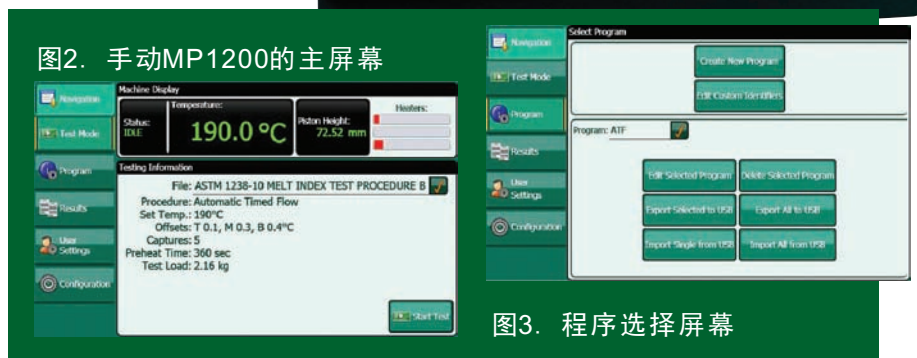 图2. 手动MP1200的主屏幕
Navigation
Test Mode
Program
Results
User
Settings
Configuration
Machine Display
Status:
IDLE
Temperature:
190.0 °C
Piston Height:
72.52 mm
Heaters:
Testing Information
File: ASTM 1238-10 MELT INDEX TEST PROCEDURE B
Procedure: Automatic Timed Flow
Set Temp.: 190°C
Offsets: T 0.1, M 0.3, B 0.4°C
Captures: 5
Preheat Time: 360 sec
Test Load: 2.16 kg
Start Test
Navigation
Test Mode
Program
Results
User
Settings
Configuration
Select Program
Create New Program
Edit Custom Identifiers
Program: ATF
Edit Selected Program
Delete Selected Program
Export Selected to USB
Export All to USB
Import Single from USB
Import All from USB
图3. 程序选择屏幕